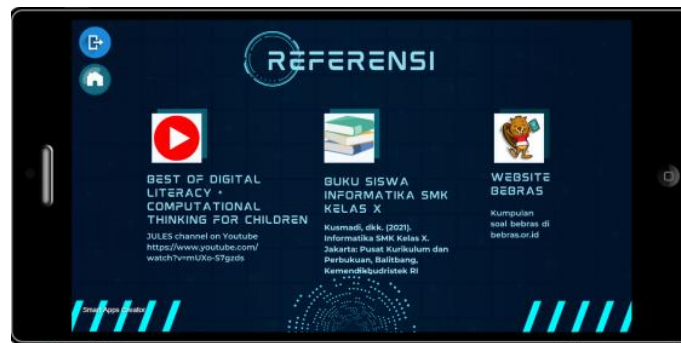 REFERENSI
BEST OF DIGITAL
LITERACY +
COMPUTATIONAL
THINKING FOR CHILDREN
JULES channel on Youtube
https://www.youtube.com/
watch?v=mUXo-S7gzds
BUKU SISWA
INFORMATIKA SMK
KELAS X
Kusmadi, dkk. (2021).
Informatika SMK Kelas X.
Jakarta: Pusat Kurikulum dan
Perbukuan, Balitbang,
Kemendikbudristek RI
WEBSITE
BEBRAS
Kumpulan
soal bebras di
bebras.or.id
Smart Apps Creator